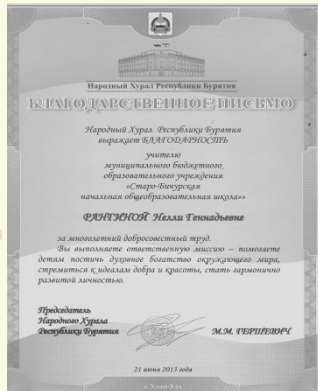 Народный Хурал Республики Бурятия
БЛАГОДАРСТВЕННОЕ ПИСЬМО
Народный Хурал Республики Бурятия
выражает БЛАГОДАРНОСТЬ
учителю
муниципального бюджетного
образовательного учреждения
«Старо-Бичурская
начальная общеобразовательная школа»»
РАНТИНОЙ Нелли Геннадьевне
за многолетний добросовестный труд.
Вы выполняете ответственную миссию – помогаете
детям постичь духовное богатство окружающего мира,
стремиться к идеалам добра и красоты, стать гармонично
развитой личностью.
Председатель
Народного Хурала
Республики Бурятия
М.М. ГЕРШЕВИЧ
21 июня 2013 года
г. Улан-Удэ